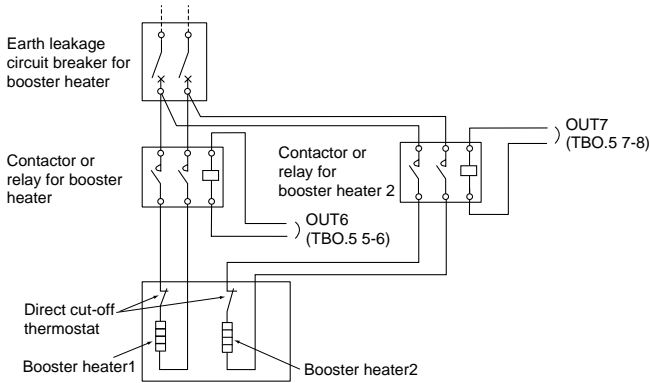 Earth leakage
circuit breaker for
booster heater
OUT7
(TBO.5 7-8)
Contactor or
relay for booster
heater
Contactor or
relay for
booster heater 2
OUT6
(TBO.5 5-6)
Direct cut-off
thermostat
Booster heater1
Booster heater2